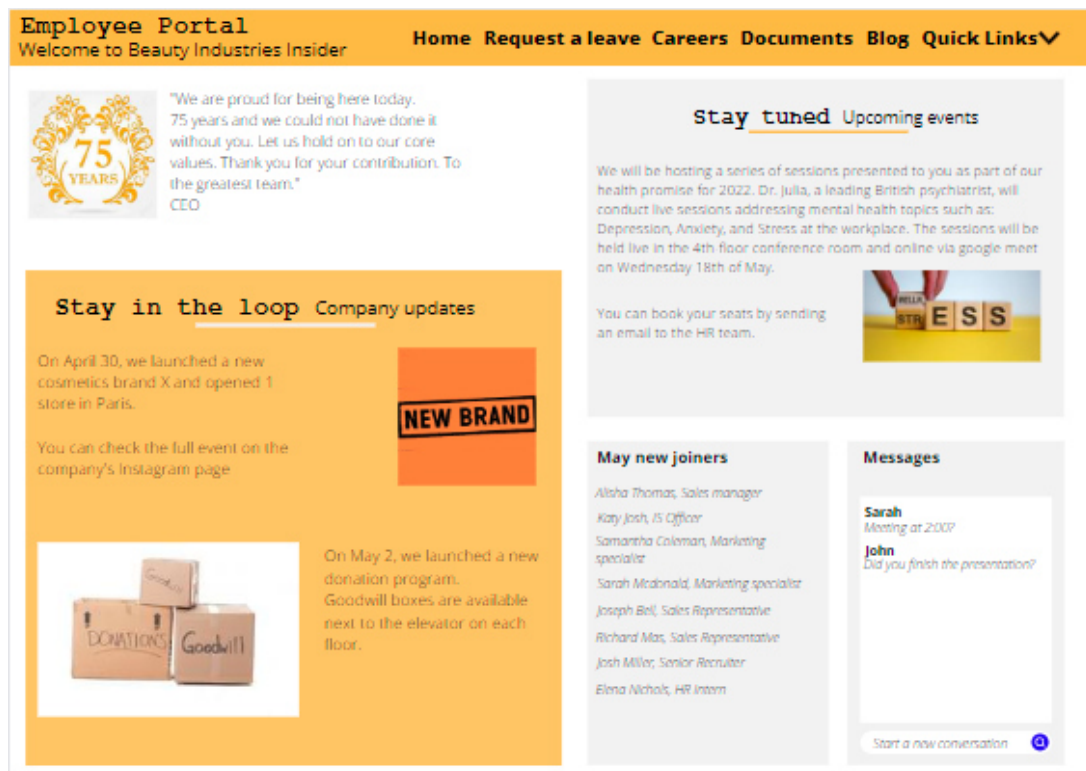 Employee Portal
Welcome to Beauty Industries Insider
Home Request a leave Careers Documents Blog Quick Links
75
YEARS
"We are proud for being here today.
75 years and we could not have done it
without you. Let us hold on to our core
values. Thank you for your contribution. To
the greatest team."
CEO
Stay in the loop Company updates
On April 30, we launched a new
cosmetics brand X and opened 1
store in Paris.
You can check the full event on the
company's Instagram page
NEW BRAND
Goodwill
DONATIONS
Goodwill
On May 2, we launched a new
donation program.
Goodwill boxes are available
next to the elevator on each
floor.
Stay tuned Upcoming events
We will be hosting a series of sessions presented to you as part of our
health promise for 2022. Dr. Julia, a leading British psychiatrist, will
conduct live sessions addressing mental health topics such as:
Depression, Anxiety, and Stress at the workplace. The sessions will be
held live in the 4th floor conference room and online via google meet
on Wednesday 18th of May.
You can book your seats by sending
an email to the HR team.
STRESS
May new joiners
Alisha Thomas, Sales manager
Katy Josh, IS Officer
Samantha Coleman, Marketing
specialist
Sarah Mcdonald, Marketing specialist
Joseph Bell, Sales Representative
Richard Mas, Sales Representative
Josh Miller, Senior Recruiter
Elena Nichols, HR Intern
Messages
Sarah
Meeting at 2:00?
John
Did you finish the presentation?
Start a new conversation